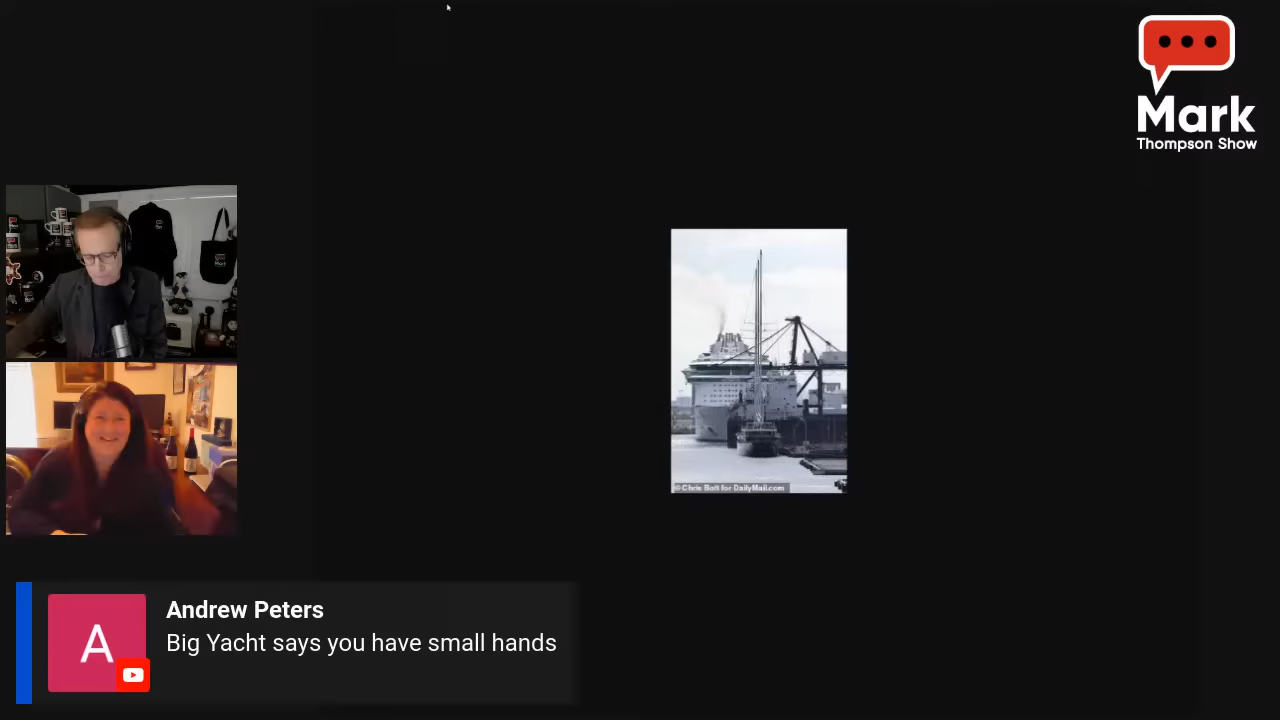 Mark
Thompson Show
© Chris Bott for DailyMail.com
A
Andrew Peters
Big Yacht says you have small hands